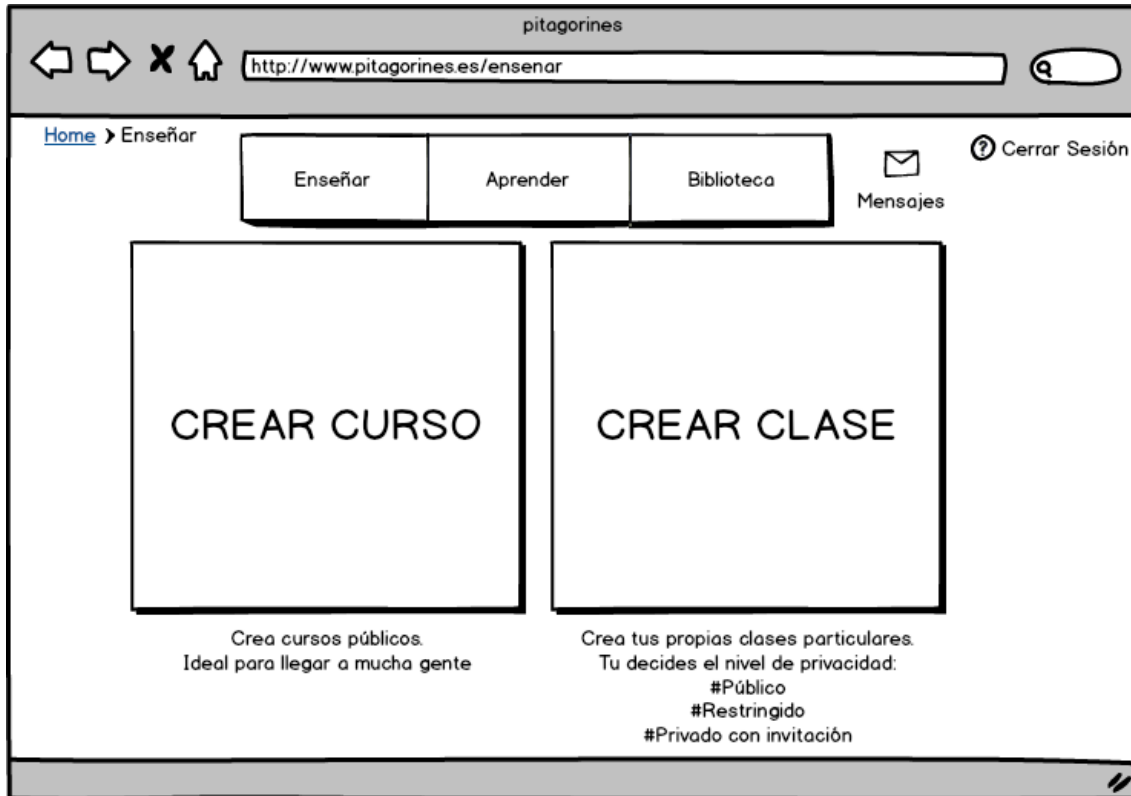 pitagorines
http://www.pitagorines.es/ensenar
Home > Enseñar
Enseñar
Aprender
Biblioteca
Mensajes
? Cerrar Sesión
CREAR CURSO
CREAR CLASE
Crea cursos públicos.
Ideal para llegar a mucha gente
Crea tus propias clases particulares.
Tu decides el nivel de privacidad:
#Público
#Restringido
#Privado con invitación